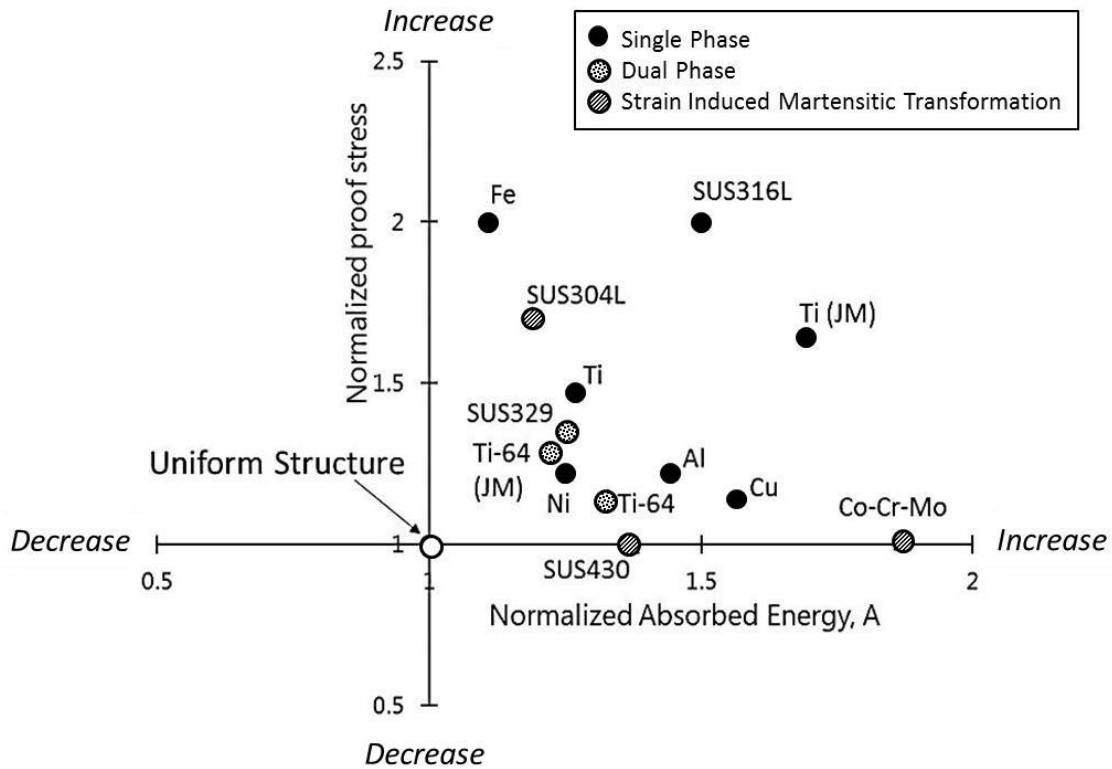 Increase
Single Phase
Dual Phase
Strain Induced Martensitic Transformation
2.5
Normalized proof stress
Fe
SUS316L
2
SUS304L
Ti (JM)
1.5
Ti
SUS329
Ti-64
(JM)
Uniform Structure
Al
Ni
Ti-64
Cu
Co-Cr-Mo
Decrease
1
Increase
SUS430
0.5
1
1.5
2
Normalized Absorbed Energy, A
0.5
Decrease